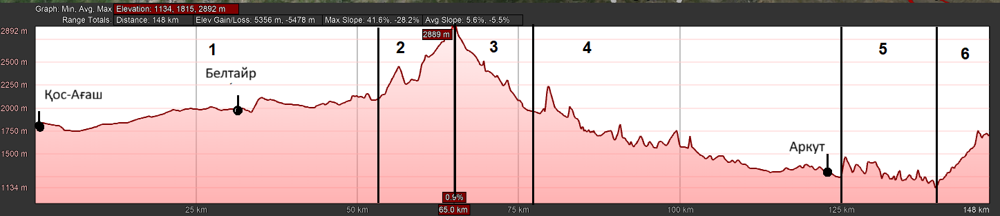 Graph: Min, Avg, Max Elevation: 1134, 1815, 2892 m
Range Totals: Distance: 148 km Elev Gain/Loss: 5356 m, -5478 m Max Slope: 41.6%, -28.2% Avg Slope: 5.6%, -5.5%
2892 m
2889 m
1 2 3 4 5 6
2500 m
Белтайр
2250 m
Қос-Ағаш
2000 m
1750 m
Аркут
1500 m
1134 m
0.9%
25 km 50 km 65.0 km 75 km 100 km 125 km 148 km